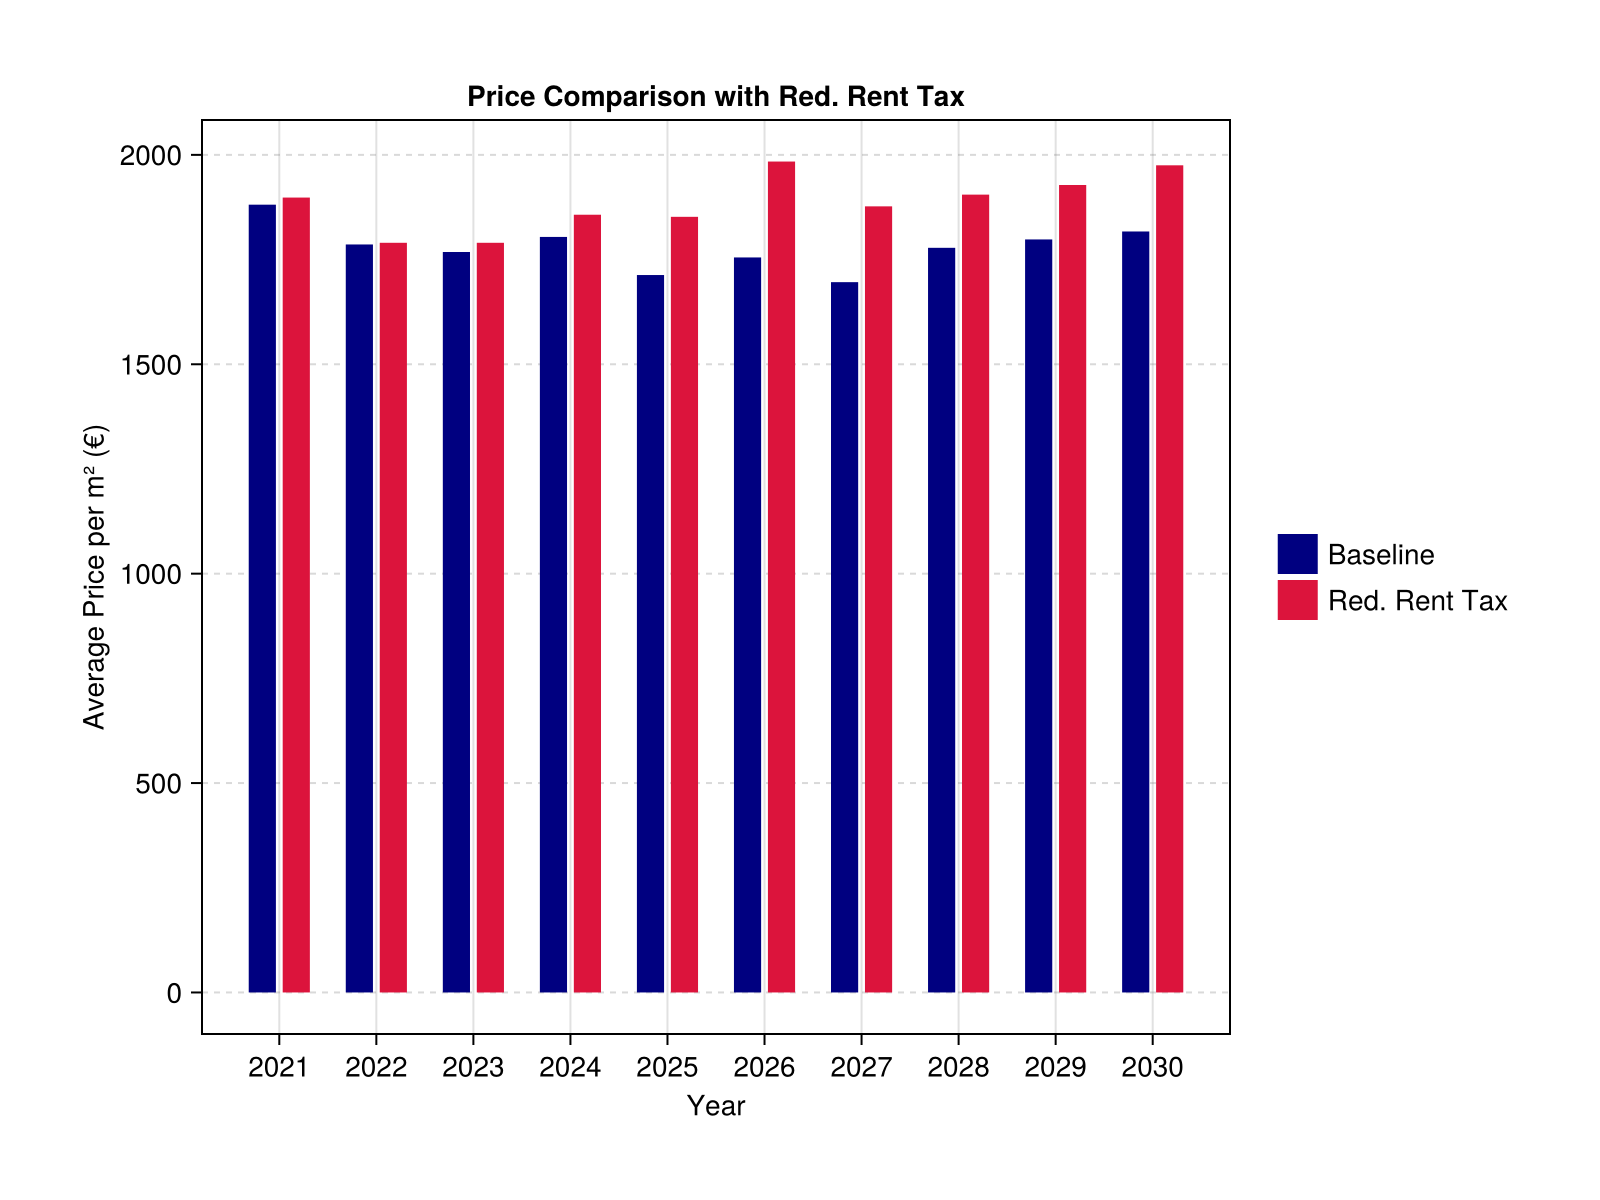 Price Comparison with Red. Rent Tax
Average Price per m² (€)
2000
1500
1000
500
0
2021 2022 2023 2024 2025 2026 2027 2028 2029 2030
Year
Baseline
Red. Rent Tax